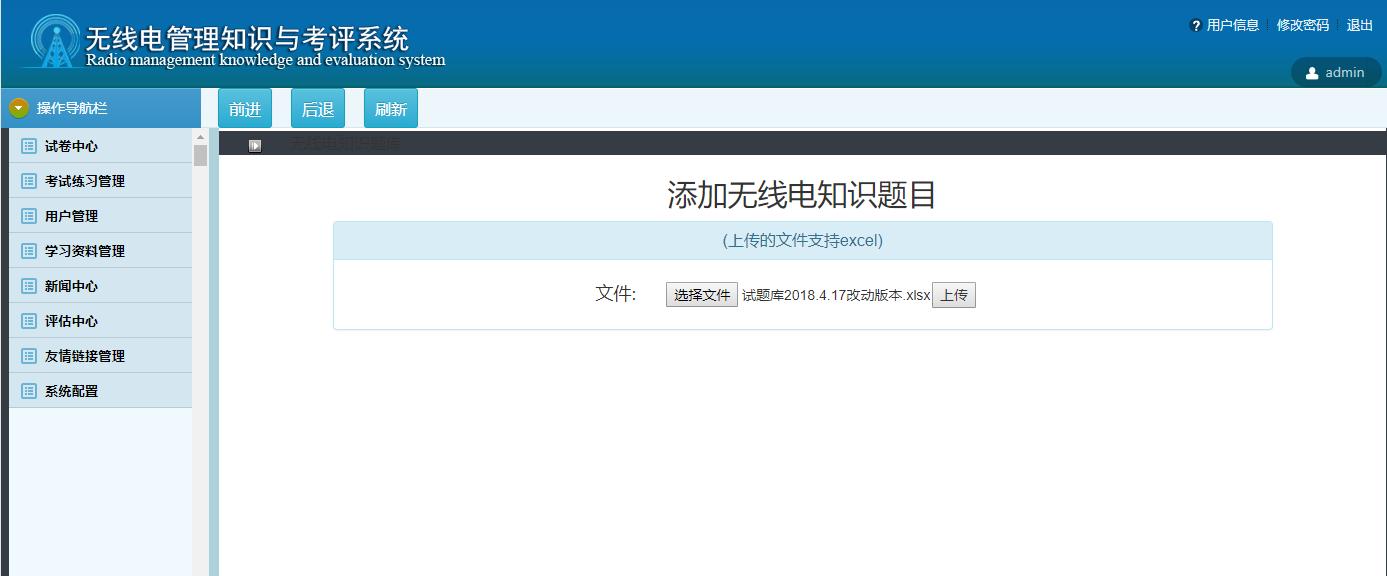 无线电管理知识与考评系统
Radio management knowledge and evaluation system
用户信息 修改密码 退出
admin
操作导航栏
前进 后退 刷新
无线电知识题库
试卷中心
考试练习管理
用户管理
学习资料管理
新闻中心
评估中心
友情链接管理
系统配置
添加无线电知识题目
(上传的文件支持excel)
文件: 选择文件 试题库2018.4.17改动版本.xlsx 上传